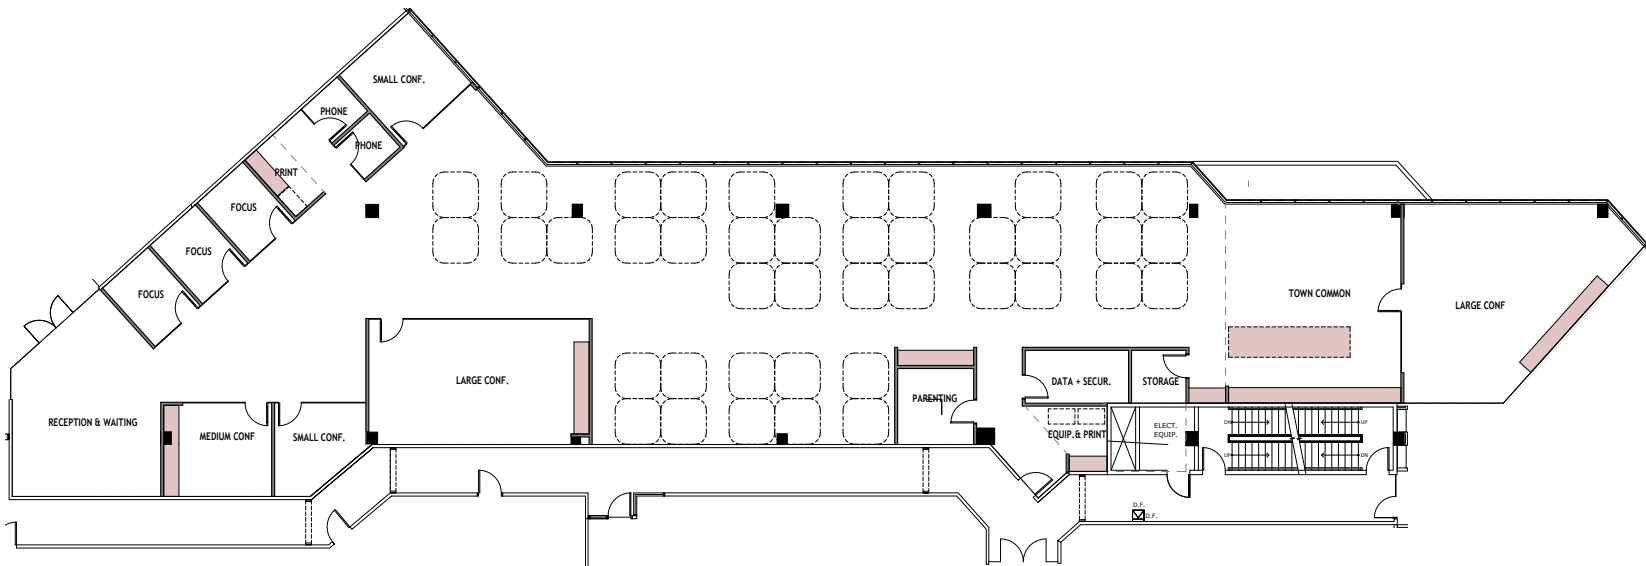 SMALL CONF.
PHONE
PHONE
PRINT
FOCUS
FOCUS
FOCUS
TOWN COMMON
LARGE CONF
LARGE CONF.
DATA + SECUR.
STORAGE
PARENTING
RECEPTION & WAITING
MEDIUM CONF
SMALL CONF.
EQUIP.& PRINT
ELECT.
EQUIP.
DN
UP
UP
DN
D.F.
D.F.